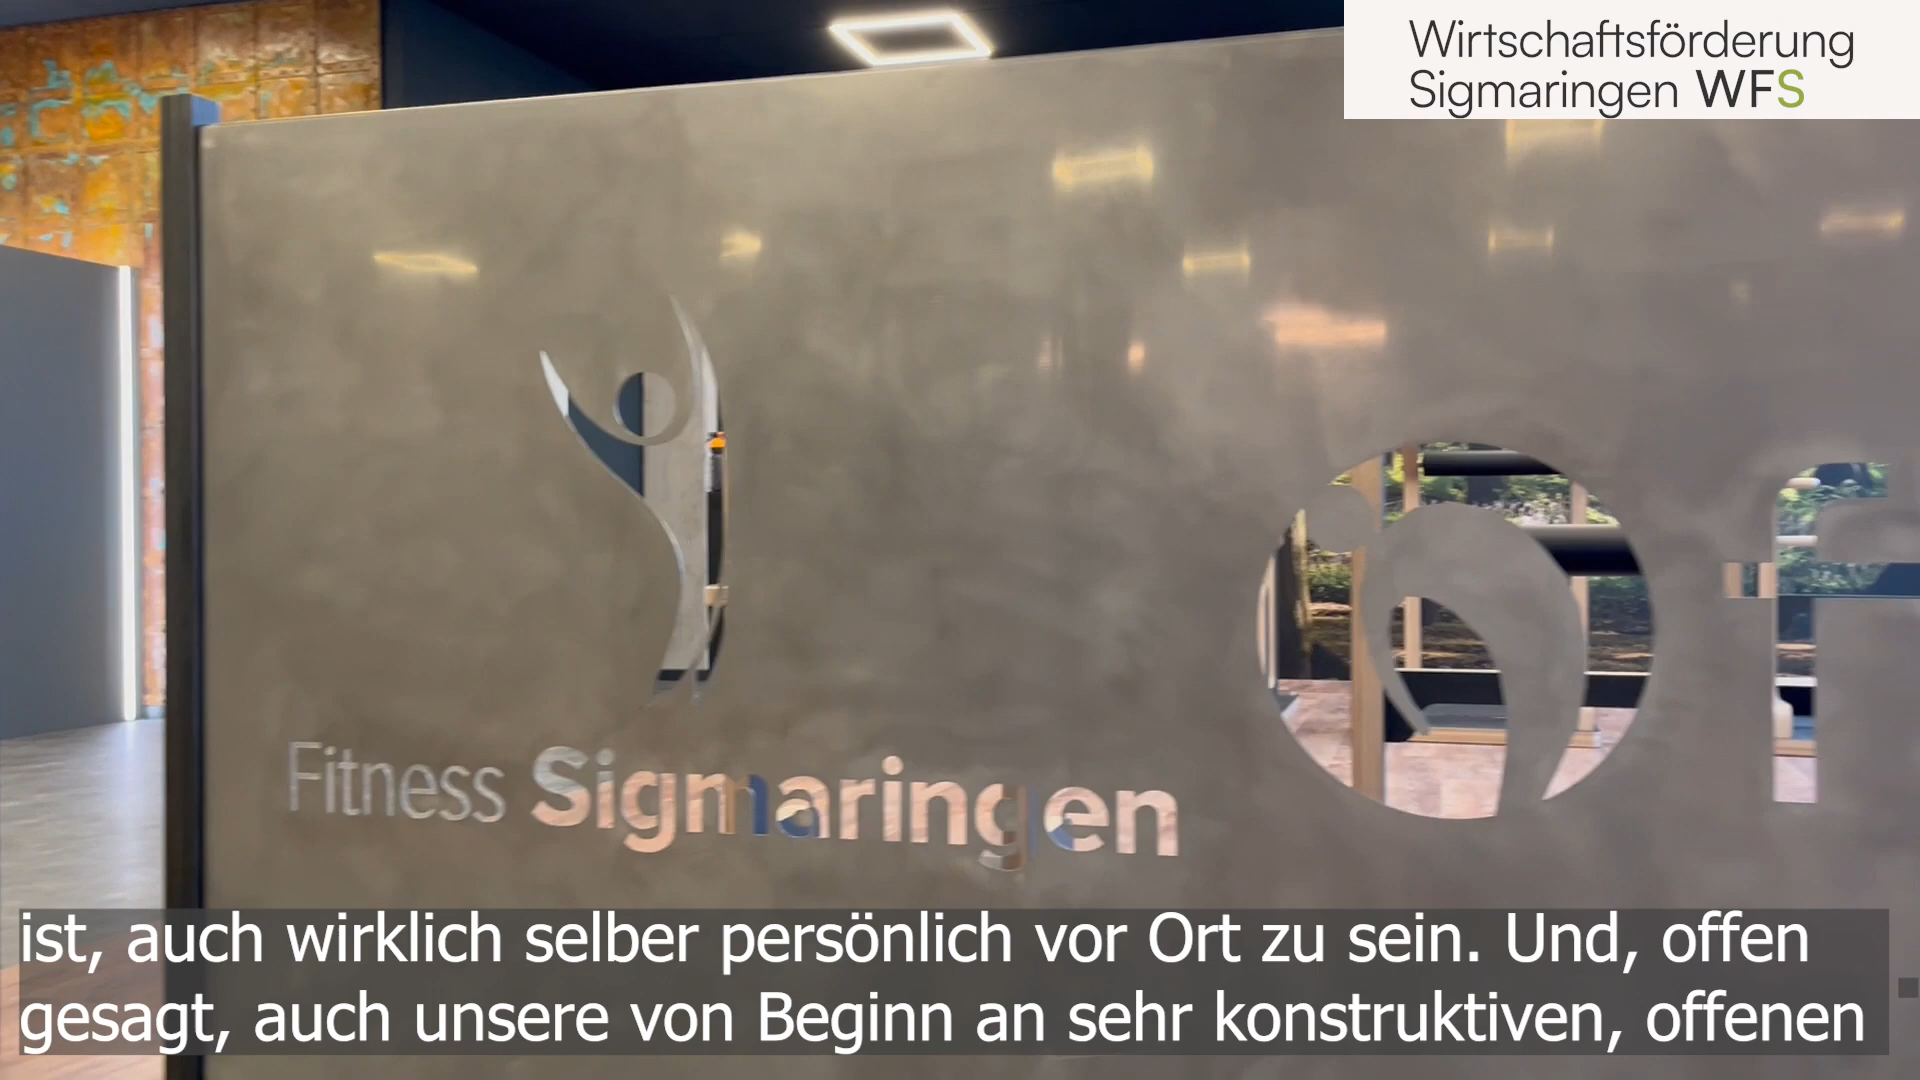 Wirtschaftsförderung
Sigmaringen WFS
Fitness Sigmaringen
f
ist, auch wirklich selber persönlich vor Ort zu sein. Und, offen
gesagt, auch unsere von Beginn an sehr konstruktiven, offenen